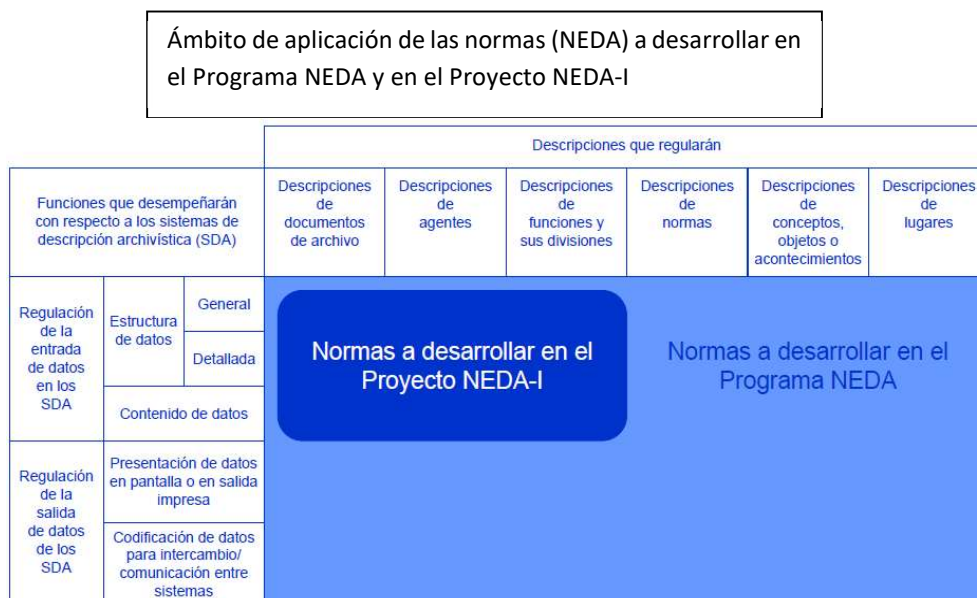 Ámbito de aplicación de las normas (NEDA) a desarrollar en
el Programa NEDA y en el Proyecto NEDA-I
Descripciones que regularán
Funciones que desempeñarán
con respecto a los sistemas de
descripción archivística (SDA)
Descripciones
de
documentos
de archivo
Descripciones
de
agentes
Descripciones
de
funciones y
sus divisiones
Descripciones
de
normas
Descripciones
de
conceptos,
objetos o
acontecimientos
Descripciones
de
lugares
Regulación
de la
entrada
de datos
en los
SDA
Estructura
de datos
General
Detallada
Contenido de datos
Normas a desarrollar en el
Proyecto NEDA-I
Normas a desarrollar en el
Programa NEDA
Regulación
de la
salida
de datos
de los
SDA
Presentación de datos
en pantalla o en salida
impresa
Codificación de datos
para intercambio/
comunicación entre
sistemas